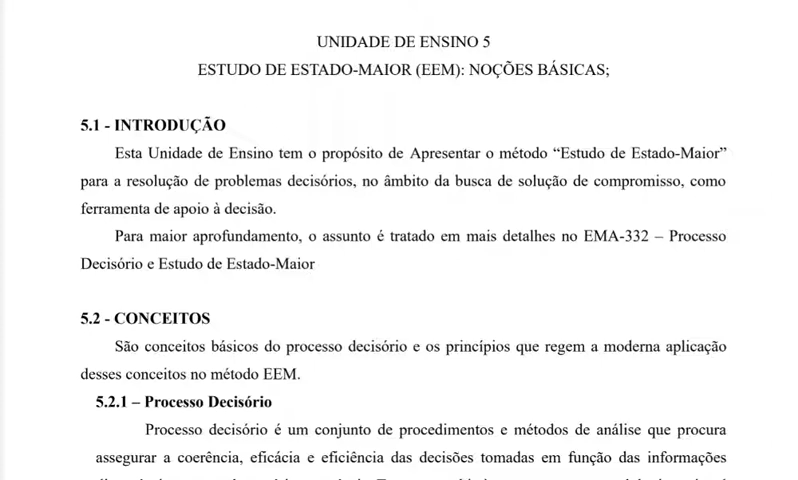 UNIDADE DE ENSINO 5
ESTUDO DE ESTADO-MAIOR (EEM): NOÇÕES BÁSICAS;
5.1 - INTRODUÇÃO
Esta Unidade de Ensino tem o propósito de Apresentar o método “Estudo de Estado-Maior”
para a resolução de problemas decisórios, no âmbito da busca de solução de compromisso, como
ferramenta de apoio à decisão.
Para maior aprofundamento, o assunto é tratado em mais detalhes no EMA-332 – Processo
Decisório e Estudo de Estado-Maior
5.2 - CONCEITOS
São conceitos básicos do processo decisório e os princípios que regem a moderna aplicação
desses conceitos no método EEM.
5.2.1 – Processo Decisório
Processo decisório é um conjunto de procedimentos e métodos de análise que procura
assegurar a coerência, eficácia e eficiência das decisões tomadas em função das informações